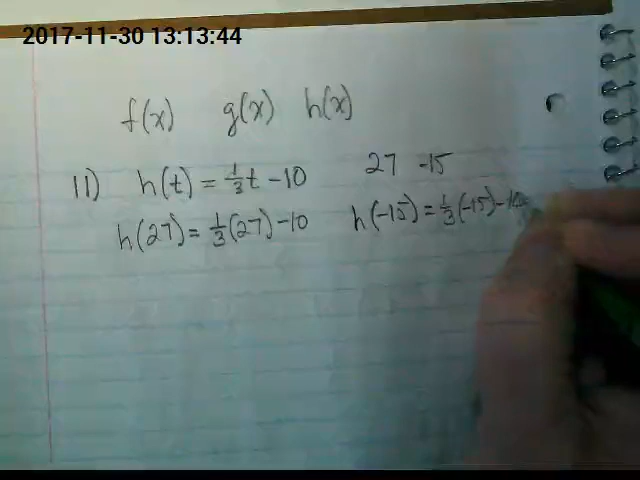 2017-11-30 13:13:44
f(x) g(x) h(x)
11) h(t) = 1/3 t - 10 27 -15
h(27) = 1/3 (27) - 10 h(-15) = 1/3 (-15) - 10